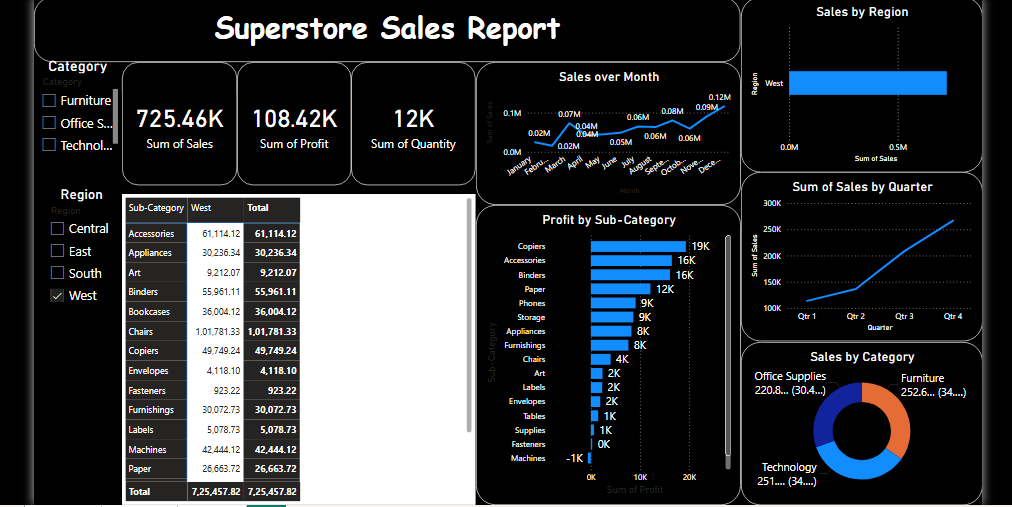 Superstore Sales Report
Category
Category
Furniture
Office S...
Technol...
Region
Region
Central
East
South
West
725.46K
Sum of Sales
108.42K
Sum of Profit
12K
Sum of Quantity
Sub-Category West Total
Accessories 61,114.12 61,114.12
Appliances 30,236.34 30,236.34
Art 9,212.07 9,212.07
Binders 55,961.11 55,961.11
Bookcases 36,004.12 36,004.12
Chairs 1,01,781.33 1,01,781.33
Copiers 49,749.24 49,749.24
Envelopes 4,118.10 4,118.10
Fasteners 923.22 923.22
Furnishings 30,072.73 30,072.73
Labels 5,078.73 5,078.73
Machines 42,444.12 42,444.12
Paper 26,663.72 26,663.72
Total 7,25,457.82 7,25,457.82
Sales over Month
Sum of Sales
0.1M
0.0M
0.02M
0.02M
0.07M
0.04M
0.04M
0.05M
0.06M
0.06M
0.08M
0.06M
0.09M
0.12M
January
Febru...
March
April
May
June
July
August
Septe...
Octob...
Nove...
Dece...
Month
Profit by Sub-Category
Sub-Category
Copiers 19K
Accessories 16K
Binders 16K
Paper 12K
Phones 9K
Storage 9K
Appliances 8K
Furnishings 8K
Chairs 4K
Art 2K
Labels 2K
Envelopes 2K
Tables 1K
Supplies 1K
Fasteners 0K
Machines -1K
0K 10K 20K
Sum of Profit
Sales by Region
Region
West
0.0M 0.5M
Sum of Sales
Sum of Sales by Quarter
Sum of Sales
300K
250K
200K
150K
100K
Qtr 1 Qtr 2 Qtr 3 Qtr 4
Quarter
Sales by Category
Office Supplies
220.8... (30.4...)
Furniture
252.6... (34....)
Technology
251.... (34....)